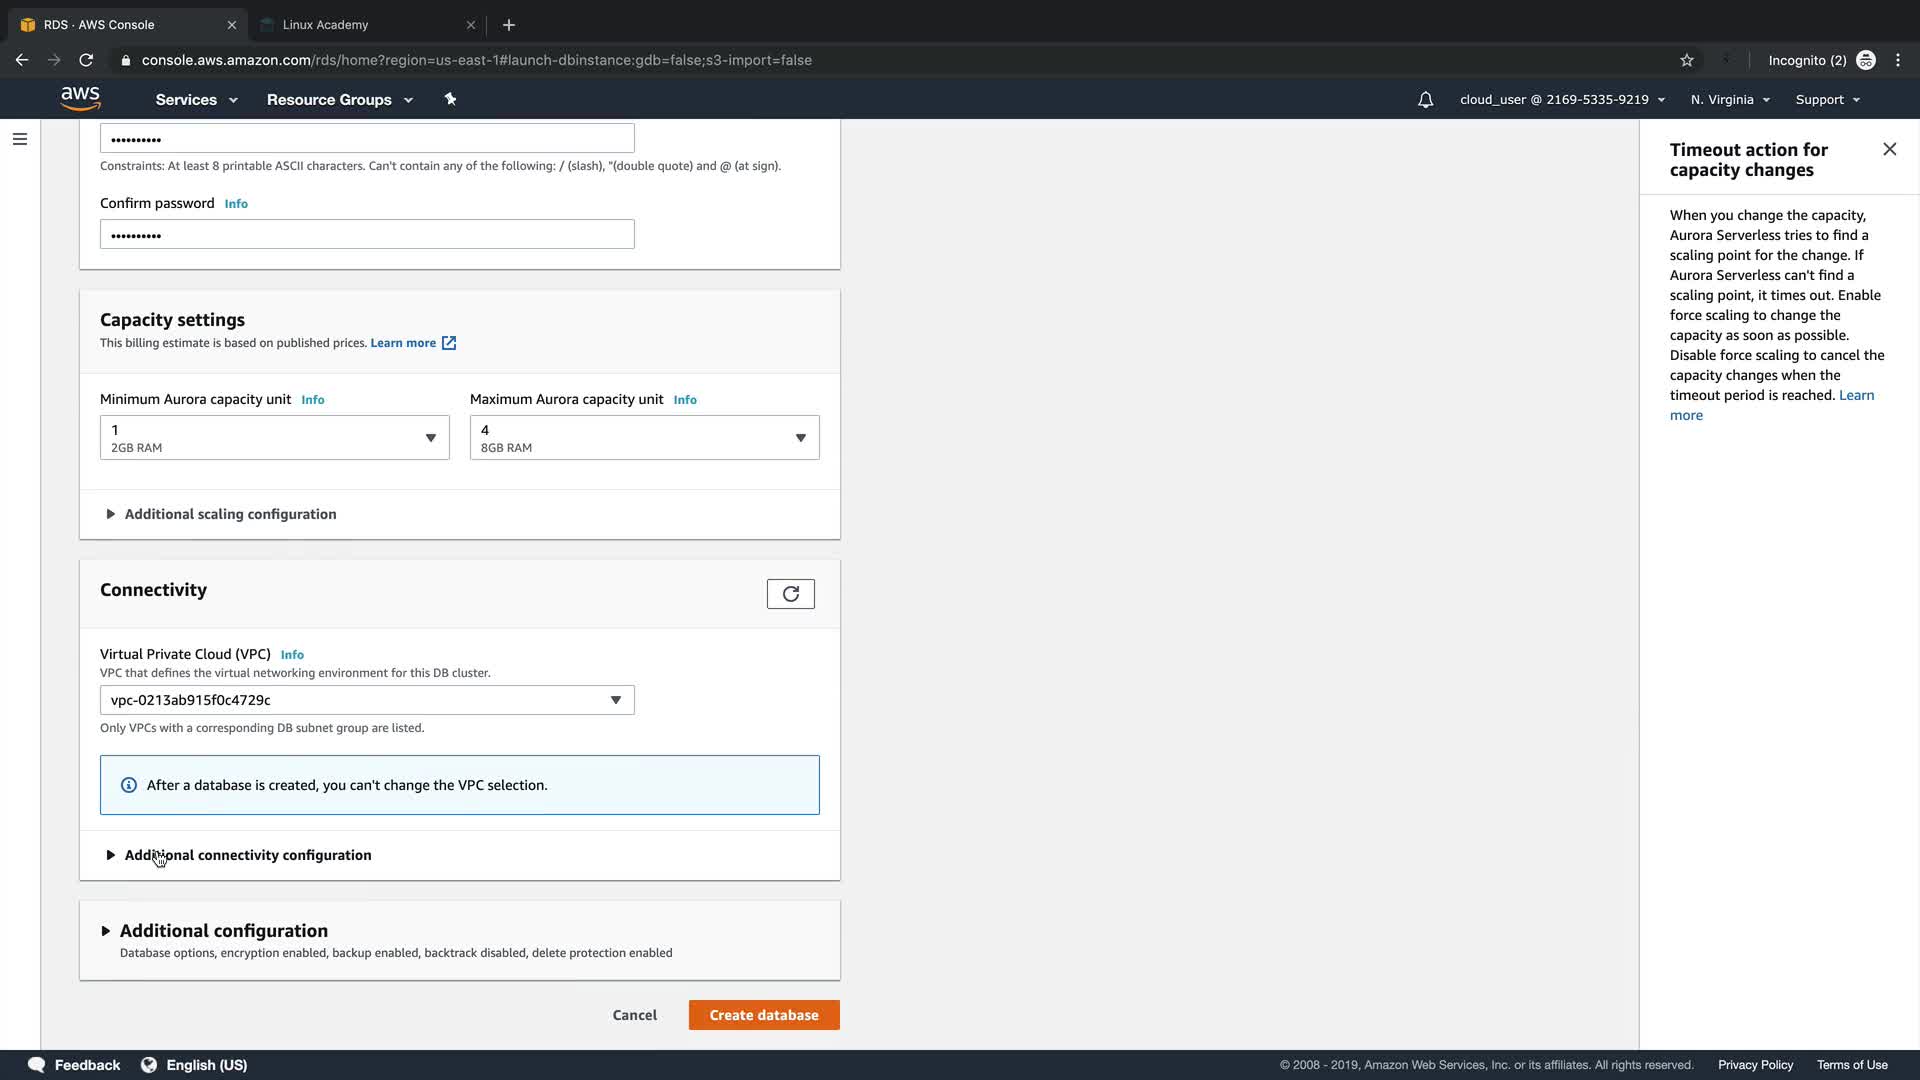 RDS · AWS Console
Linux Academy
console.aws.amazon.com/rds/home?region=us-east-1#launch-dbinstance:gdb=false;s3-import=false
Incognito (2)
aws
Services
Resource Groups
cloud_user @ 2169-5335-9219
N. Virginia
Support
••••••••••
Constraints: At least 8 printable ASCII characters. Can't contain any of the following: / (slash), "(double quote) and @ (at sign).
Confirm password Info
••••••••••
Capacity settings
This billing estimate is based on published prices. Learn more
Minimum Aurora capacity unit Info
1
2GB RAM
Maximum Aurora capacity unit Info
4
8GB RAM
Additional scaling configuration
Connectivity
Virtual Private Cloud (VPC) Info
VPC that defines the virtual networking environment for this DB cluster.
vpc-0213ab915f0c4729c
Only VPCs with a corresponding DB subnet group are listed.
After a database is created, you can't change the VPC selection.
Additional connectivity configuration
Additional configuration
Database options, encryption enabled, backup enabled, backtrack disabled, delete protection enabled
Cancel
Create database
Timeout action for
capacity changes
When you change the capacity,
Aurora Serverless tries to find a
scaling point for the change. If
Aurora Serverless can't find a
scaling point, it times out. Enable
force scaling to change the
capacity as soon as possible.
Disable force scaling to cancel the
capacity changes when the
timeout period is reached. Learn
more
Feedback
English (US)
© 2008 - 2019, Amazon Web Services, Inc. or its affiliates. All rights reserved.
Privacy Policy
Terms of Use